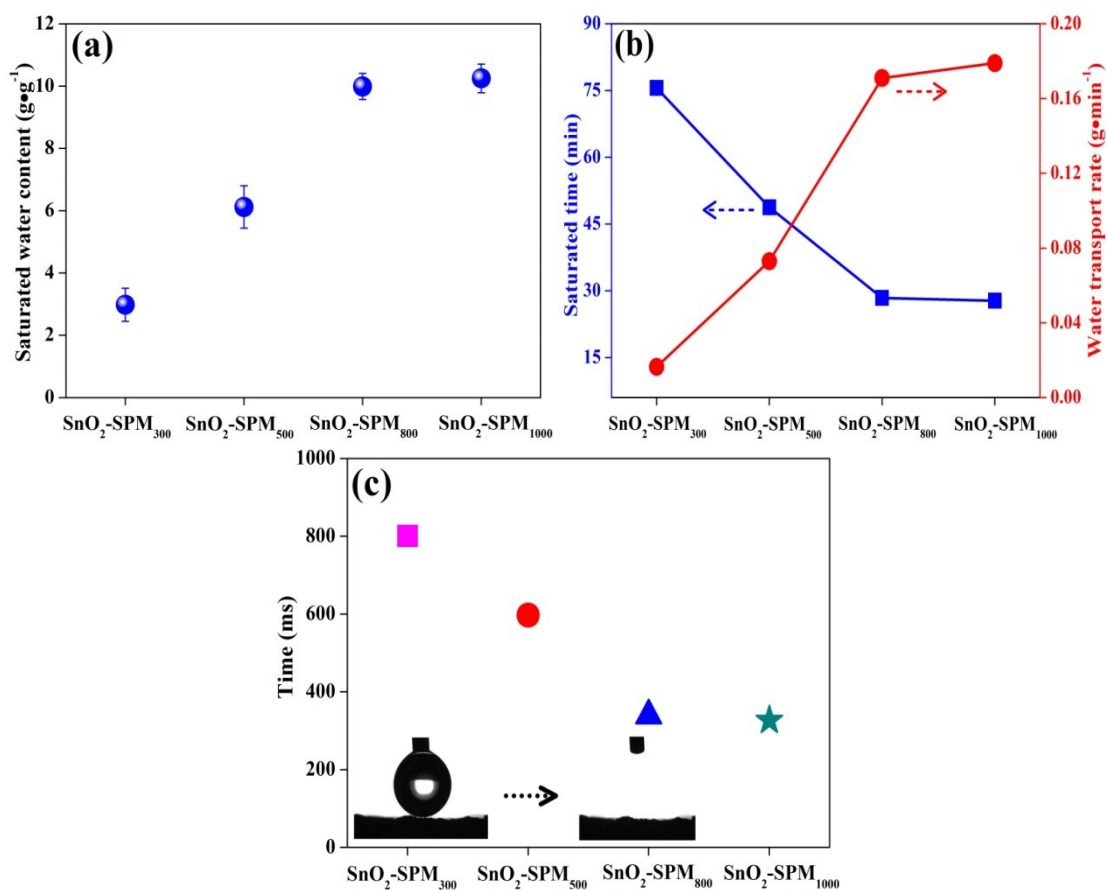 (a)
Saturated water content (g•g⁻¹)
12
10
8
6
4
2
0
SnO₂-SPM₃₀₀
SnO₂-SPM₅₀₀
SnO₂-SPM₈₀₀
SnO₂-SPM₁₀₀₀
(b)
Saturated time (min)
90
75
60
45
30
15
Water transport rate (g•min⁻¹)
0.20
0.16
0.12
0.08
0.04
0.00
SnO₂-SPM₃₀₀
SnO₂-SPM₅₀₀
SnO₂-SPM₈₀₀
SnO₂-SPM₁₀₀₀
(c)
Time (ms)
1000
800
600
400
200
0
SnO₂-SPM₃₀₀
SnO₂-SPM₅₀₀
SnO₂-SPM₈₀₀
SnO₂-SPM₁₀₀₀